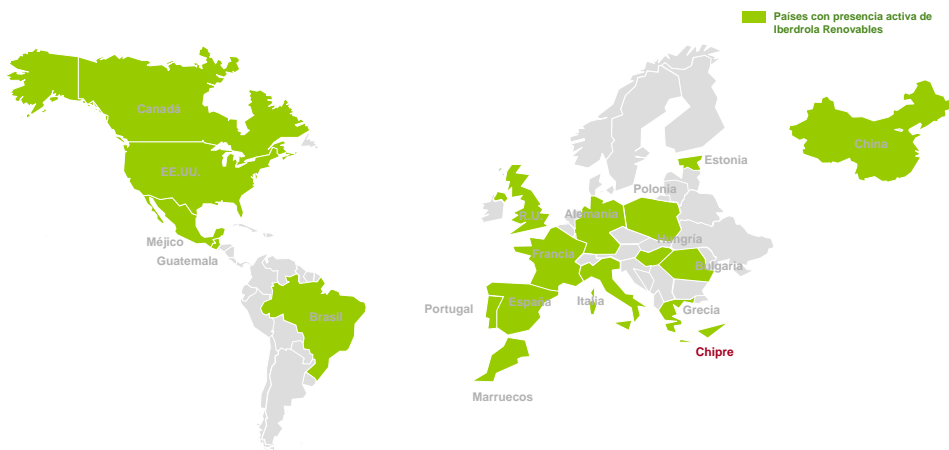 Países con presencia activa de
Iberdrola Renovables
Canadá
China
Estonia
EE.UU.
Polonia
R.U.
Alemania
Hungría
Méjico
Francia
Guatemala
Bulgaria
Italia
España
Portugal
Grecia
Brasil
Chipre
Marruecos